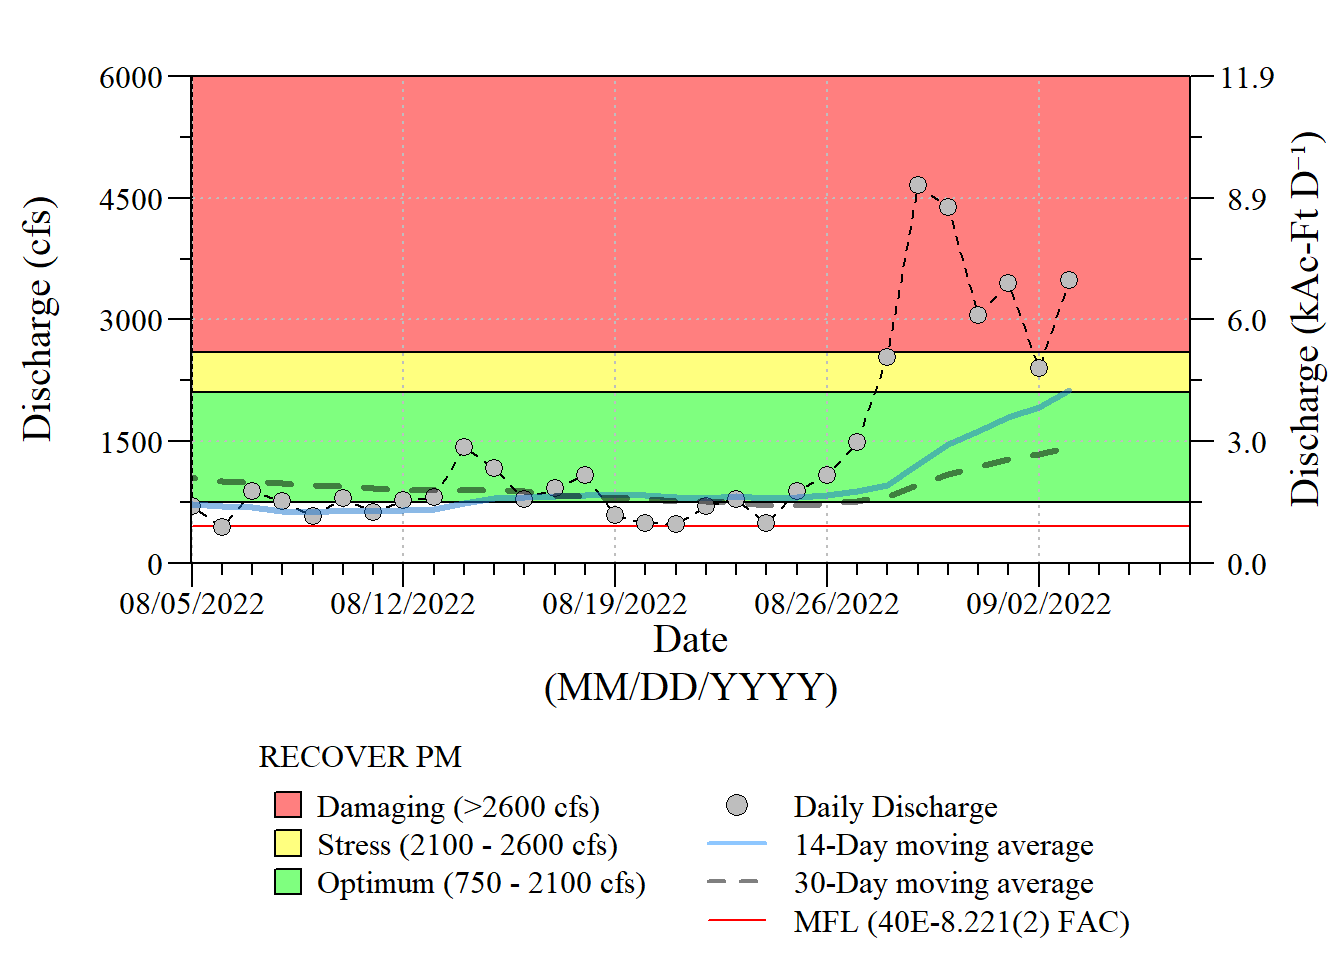 6000
4500
3000
1500
0
Discharge (cfs)
11.9
8.9
6.0
3.0
0.0
Discharge (kAc-Ft D⁻¹)
08/05/2022
08/12/2022
08/19/2022
08/26/2022
09/02/2022
Date
(MM/DD/YYYY)
RECOVER PM
Damaging (>2600 cfs)
Stress (2100 - 2600 cfs)
Optimum (750 - 2100 cfs)
Daily Discharge
14-Day moving average
30-Day moving average
MFL (40E-8.221(2) FAC)